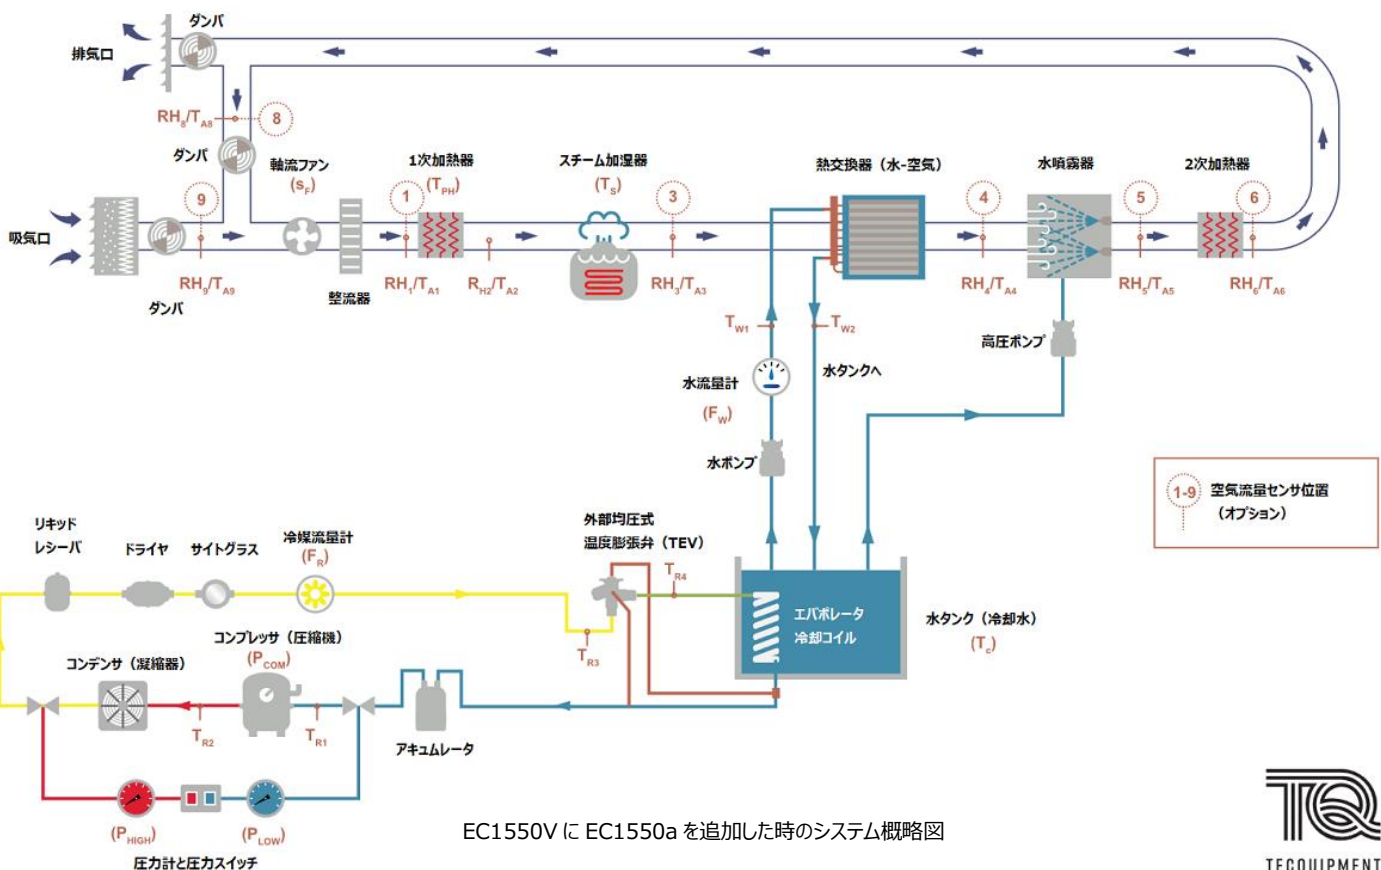 ダンパ
排気口
RH8/TA8
8
ダンパ
軸流ファン
(SF)
1次加熱器
(TPH)
スチーム加湿器
(TS)
熱交換器（水-空気）
水噴霧器
2次加熱器
9
1
3
4
5
6
吸気口
RH9/TA9
ダンパ
整流器
RH1/TA1
RH2/TA2
RH3/TA3
RH4/TA4
RH5/TA5
RH6/TA6
TW1
TW2
高圧ポンプ
水流量計
(FW)
水タンクへ
水ポンプ
1-9
空気流量センサ位置
（オプション）
リキッド
レシーバ
ドライヤ
サイトグラス
冷媒流量計
(FR)
外部均圧式
温度膨張弁（TEV）
TR4
TR3
エバポレータ
冷却コイル
水タンク（冷却水）
(Tc)
コンデンサ（凝縮器）
コンプレッサ（圧縮機）
(PCOM)
TR2
TR1
アキュムレータ
(PHIGH)
(PLOW)
圧力計と圧力スイッチ
EC1550V に EC1550a を追加した時のシステム概略図
TQ
TECQUIPMENT